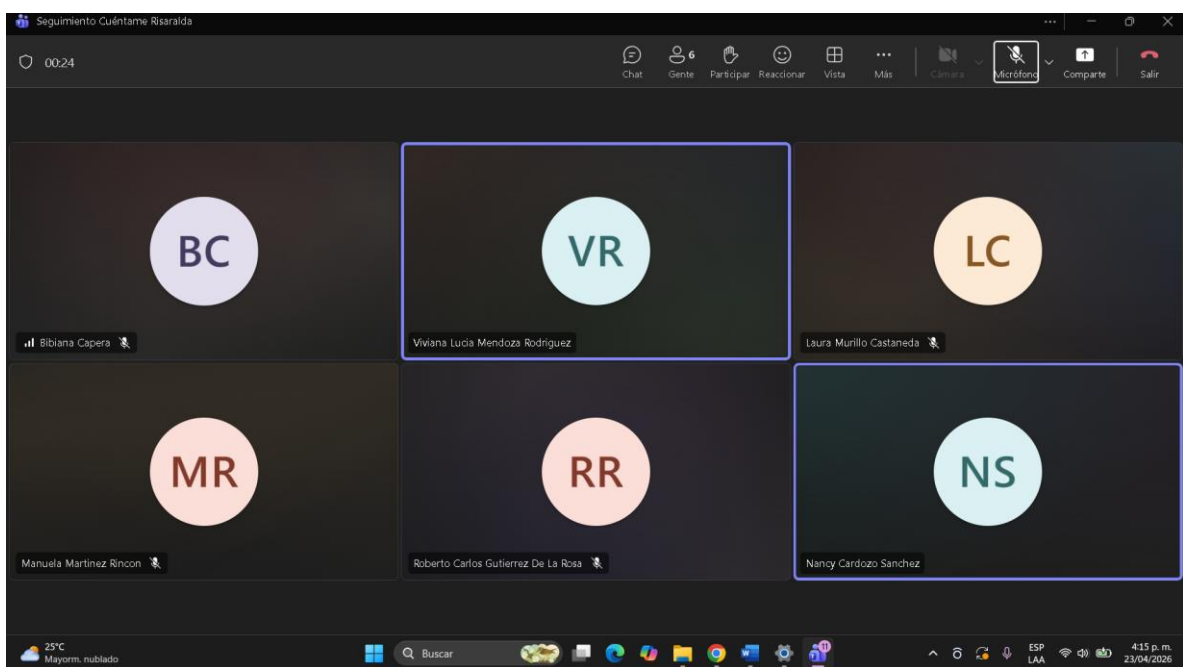 Seguimiento Cuéntame Risaralda
00:24
6
Chat Gente Participar Reaccionar Vista Más Cámara Micrófono Comparte Salir
BC
Bibiana Capera
VR
Viviana Lucia Mendoza Rodriguez
LC
Laura Murillo Castaneda
MR
Manuela Martinez Rincon
RR
Roberto Carlos Gutierrez De La Rosa
NS
Nancy Cardozo Sanchez
25°C
Mayorm. nublado
Buscar
11
ESP
LAA
4:15 p. m.
23/04/2026